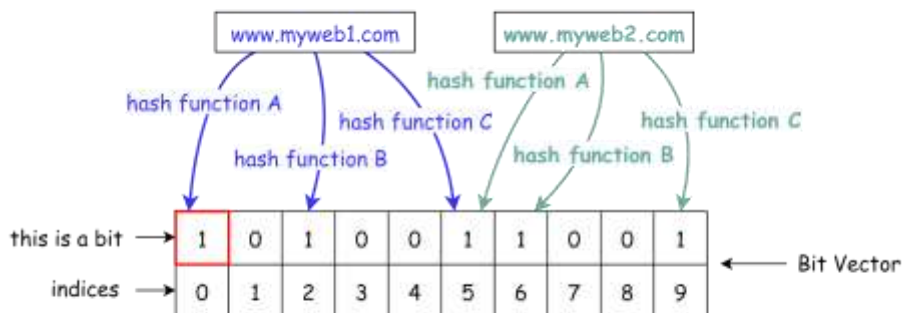 www.myweb1.com
www.myweb2.com
hash function A
hash function B
hash function C
hash function A
hash function B
hash function C
this is a bit
1 0 1 0 0 1 1 0 0 1
Bit Vector
indices
0 1 2 3 4 5 6 7 8 9